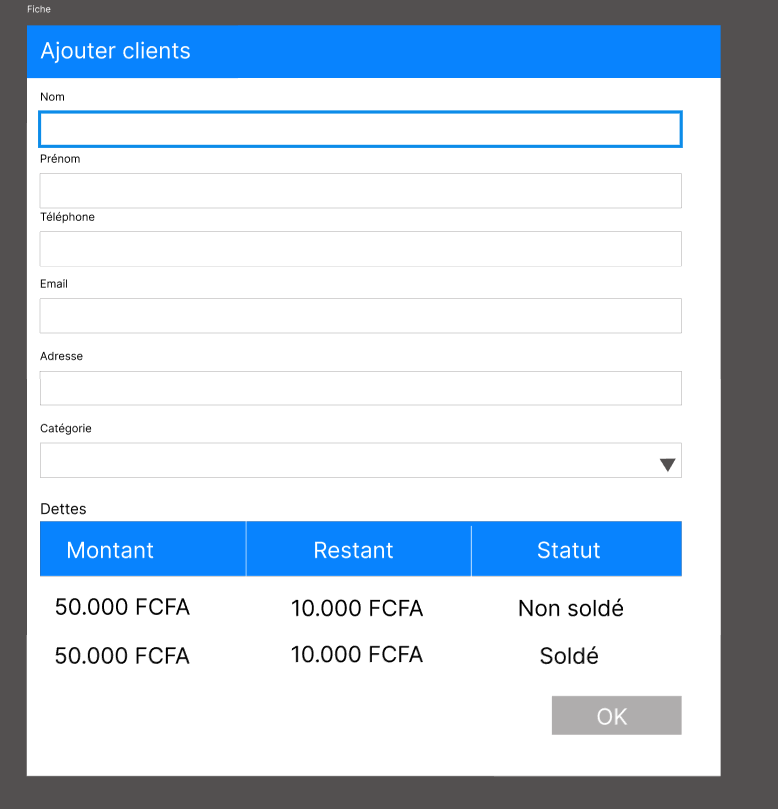 Fiche
Ajouter clients
Nom
Prénom
Téléphone
Email
Adresse
Catégorie
Dettes
Montant Restant Statut
50.000 FCFA 10.000 FCFA Non soldé
50.000 FCFA 10.000 FCFA Soldé
OK